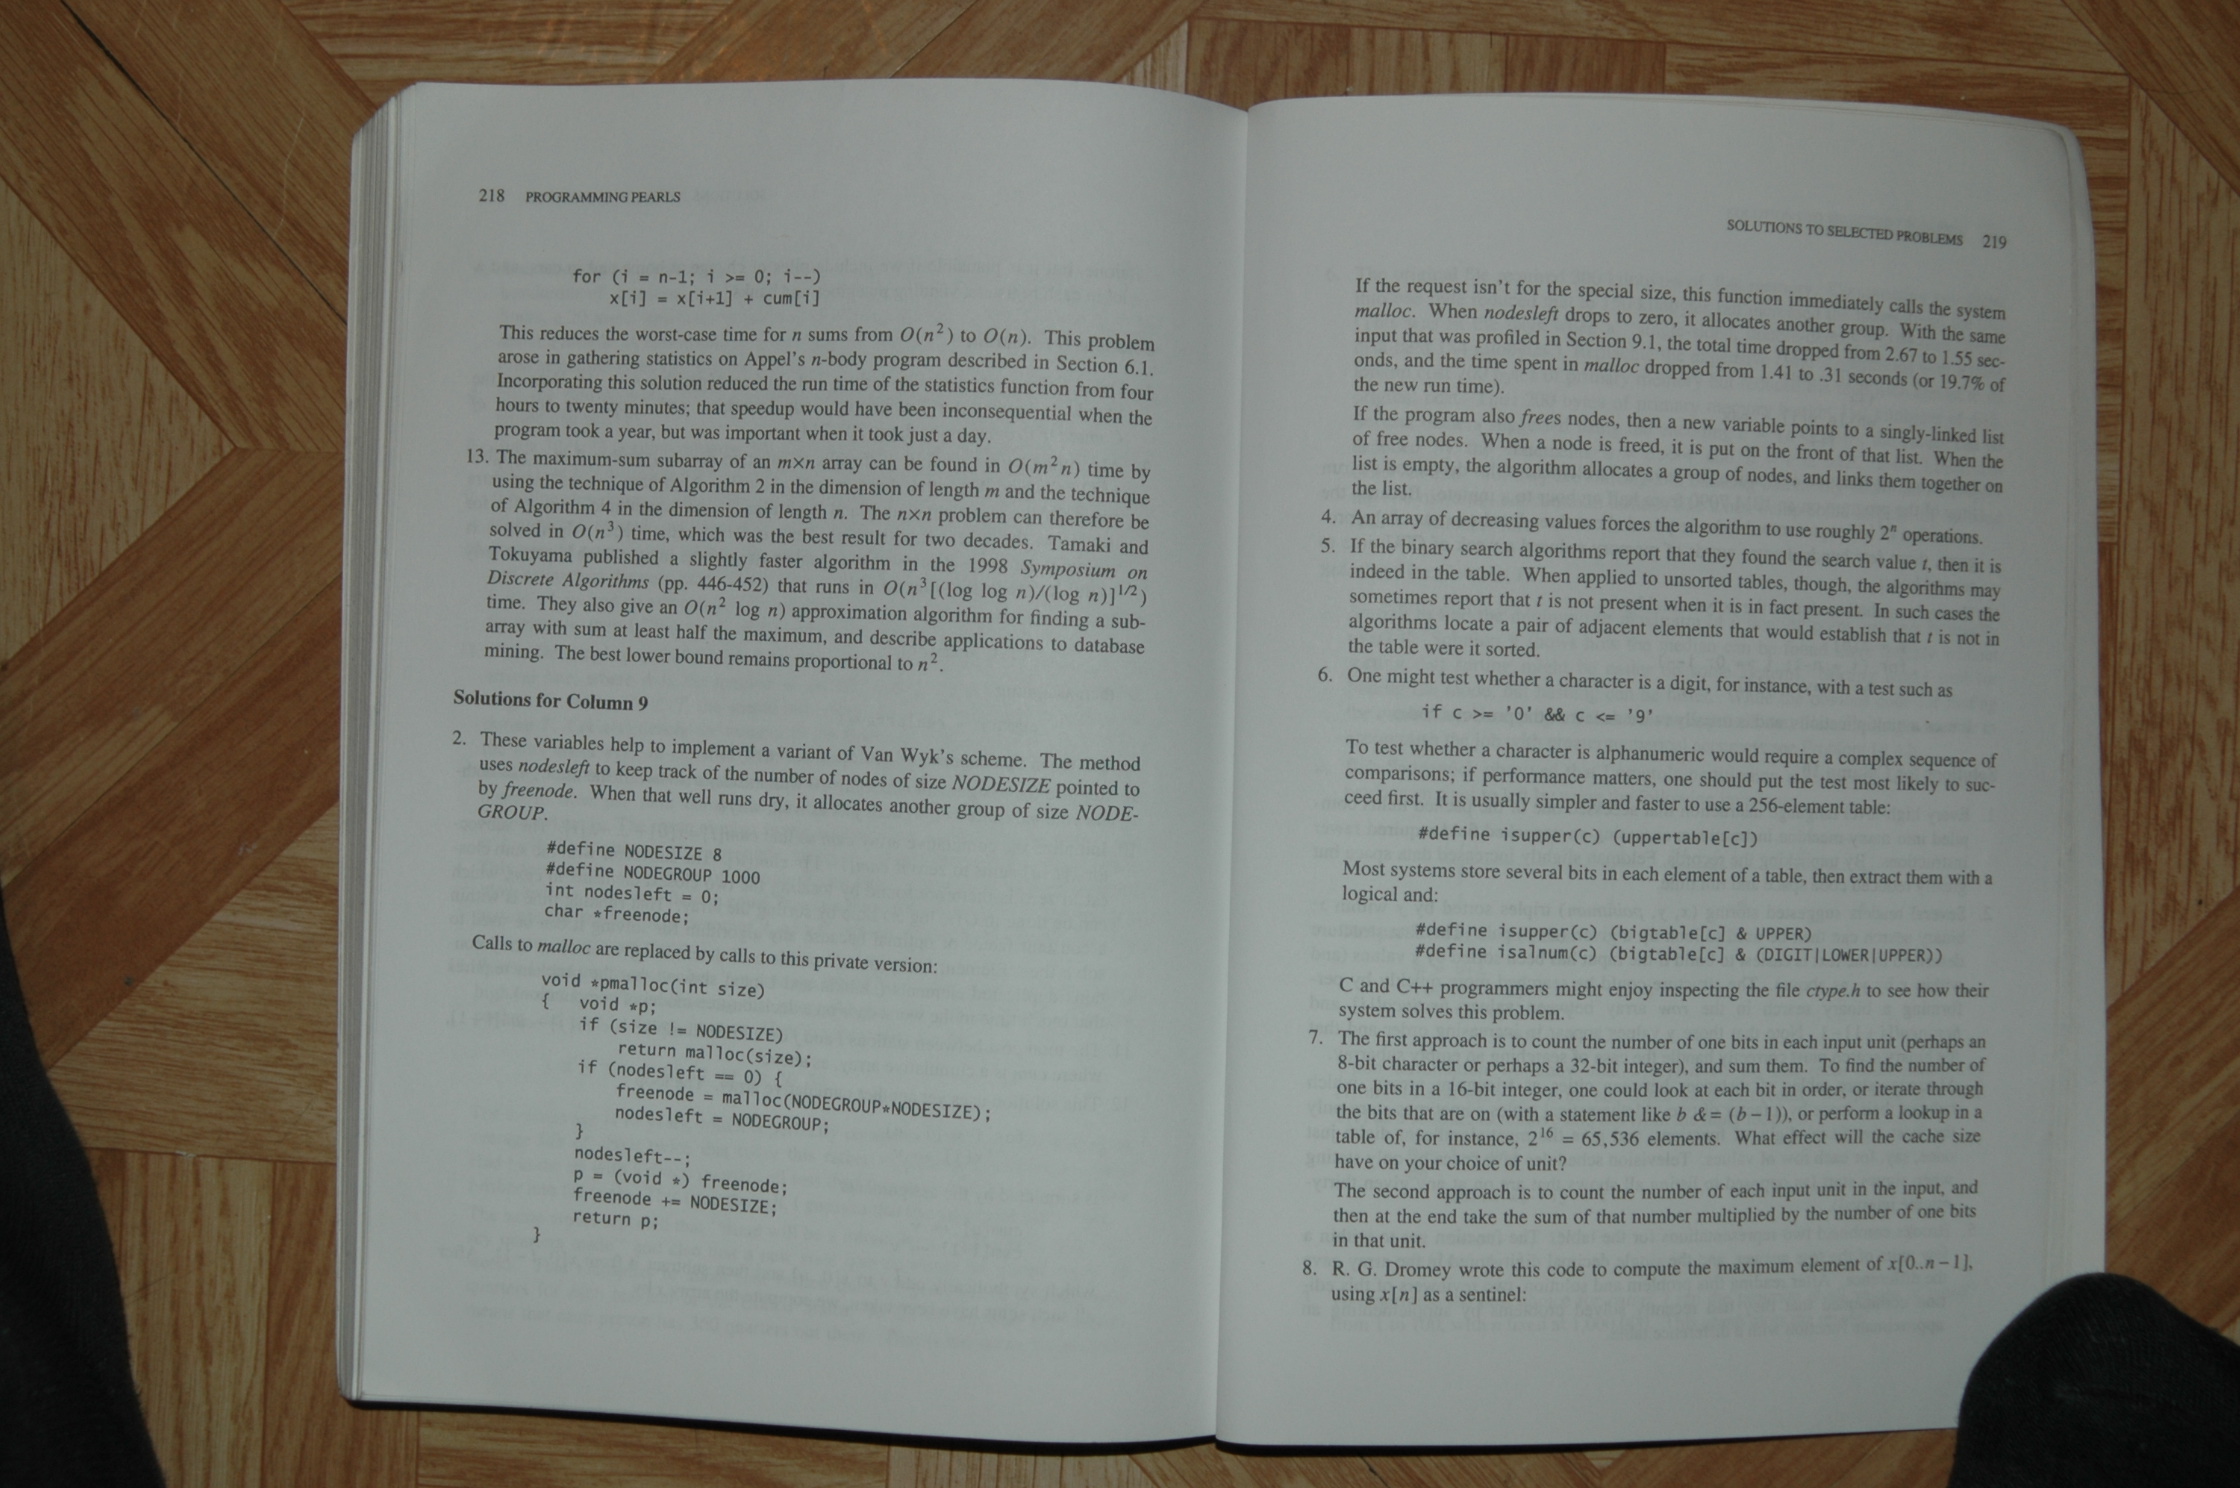 218 PROGRAMMING PEARLS
for (i = n-1; i >= 0; i--)
x[i] = x[i+1] + cum[i]
This reduces the worst-case time for n sums from O(n²) to O(n). This problem
arose in gathering statistics on Appel's n-body program described in Section 6.1.
Incorporating this solution reduced the run time of the statistics function from four
hours to twenty minutes; that speedup would have been inconsequential when the
program took a year, but was important when it took just a day.
13. The maximum-sum subarray of an m×n array can be found in O(m²n) time by
using the technique of Algorithm 2 in the dimension of length m and the technique
of Algorithm 4 in the dimension of length n. The n×n problem can therefore be
solved in O(n³) time, which was the best result for two decades. Tamaki and
Tokuyama published a slightly faster algorithm in the 1998 Symposium on
Discrete Algorithms (pp. 446-452) that runs in O(n³[(log log n)/(log n)]^1/2)
time. They also give an O(n² log n) approximation algorithm for finding a sub-
array with sum at least half the maximum, and describe applications to database
mining. The best lower bound remains proportional to n².
Solutions for Column 9
2. These variables help to implement a variant of Van Wyk's scheme. The method
uses nodesleft to keep track of the number of nodes of size NODESIZE pointed to
by freenode. When that well runs dry, it allocates another group of size NODE-
GROUP.
#define NODESIZE 8
#define NODEGROUP 1000
int nodesleft = 0;
char *freenode;
Calls to malloc are replaced by calls to this private version:
void *pmalloc(int size)
{ void *p;
if (size != NODESIZE)
return malloc(size);
if (nodesleft == 0) {
freenode = malloc(NODEGROUP*NODESIZE);
nodesleft = NODEGROUP;
}
nodesleft--;
p = (void *) freenode;
freenode += NODESIZE;
return p;
}
SOLUTIONS TO SELECTED PROBLEMS 219
If the request isn't for the special size, this function immediately calls the system
malloc. When nodesleft drops to zero, it allocates another group. With the same
input that was profiled in Section 9.1, the total time dropped from 2.67 to 1.55 sec-
onds, and the time spent in malloc dropped from 1.41 to .31 seconds (or 19.7% of
the new run time).
If the program also frees nodes, then a new variable points to a singly-linked list
of free nodes. When a node is freed, it is put on the front of that list. When the
list is empty, the algorithm allocates a group of nodes, and links them together on
the list.
4. An array of decreasing values forces the algorithm to use roughly 2ⁿ operations.
5. If the binary search algorithms report that they found the search value t, then it is
indeed in the table. When applied to unsorted tables, though, the algorithms may
sometimes report that t is not present when it is in fact present. In such cases the
algorithms locate a pair of adjacent elements that would establish that t is not in
the table were it sorted.
6. One might test whether a character is a digit, for instance, with a test such as
if c >= '0' && c <= '9'
To test whether a character is alphanumeric would require a complex sequence of
comparisons; if performance matters, one should put the test most likely to suc-
ceed first. It is usually simpler and faster to use a 256-element table:
#define isupper(c) (uppertable[c])
Most systems store several bits in each element of a table, then extract them with a
logical and:
#define isupper(c) (bigtable[c] & UPPER)
#define isalnum(c) (bigtable[c] & (DIGIT|LOWER|UPPER))
C and C++ programmers might enjoy inspecting the file ctype.h to see how their
system solves this problem.
7. The first approach is to count the number of one bits in each input unit (perhaps an
8-bit character or perhaps a 32-bit integer), and sum them. To find the number of
one bits in a 16-bit integer, one could look at each bit in order, or iterate through
the bits that are on (with a statement like b &= (b−1)), or perform a lookup in a
table of, for instance, 2¹⁶ = 65,536 elements. What effect will the cache size
have on your choice of unit?
The second approach is to count the number of each input unit in the input, and
then at the end take the sum of that number multiplied by the number of one bits
in that unit.
8. R. G. Dromey wrote this code to compute the maximum element of x[0..n−1],
using x[n] as a sentinel: